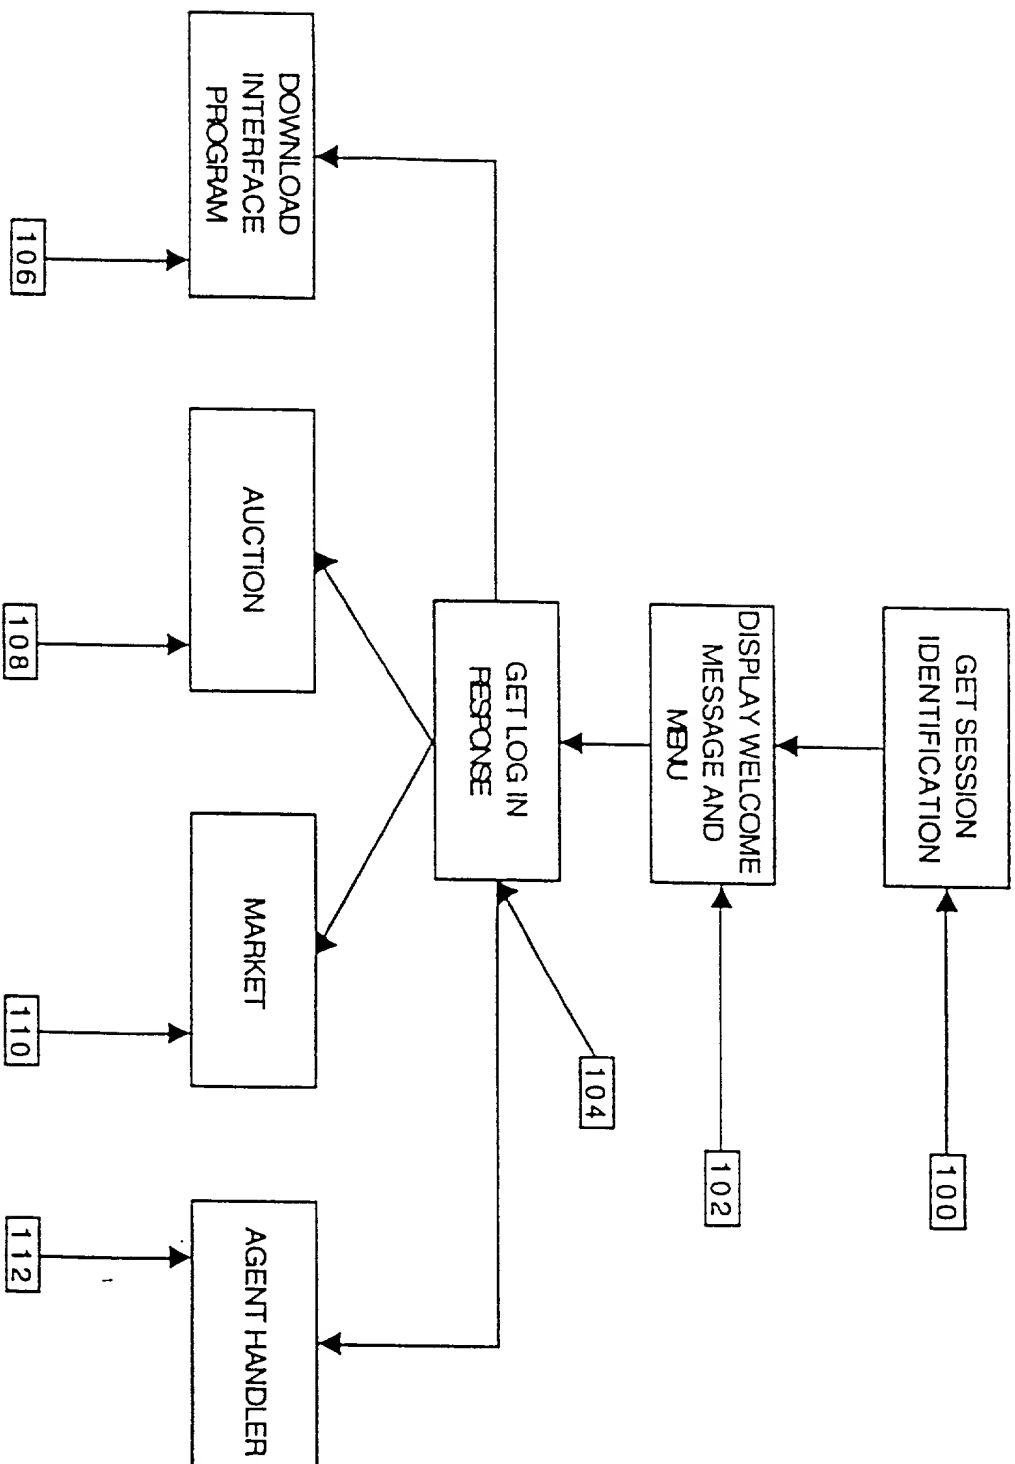 GET SESSION
IDENTIFICATION
100
DISPLAY WELCOME
MESSAGE AND
MENU
102
GET LOG IN
RESPONSE
104
DOWNLOAD
INTERFACE
PROGRAM
AUCTION
MARKET
AGENT HANDLER
106
108
110
112